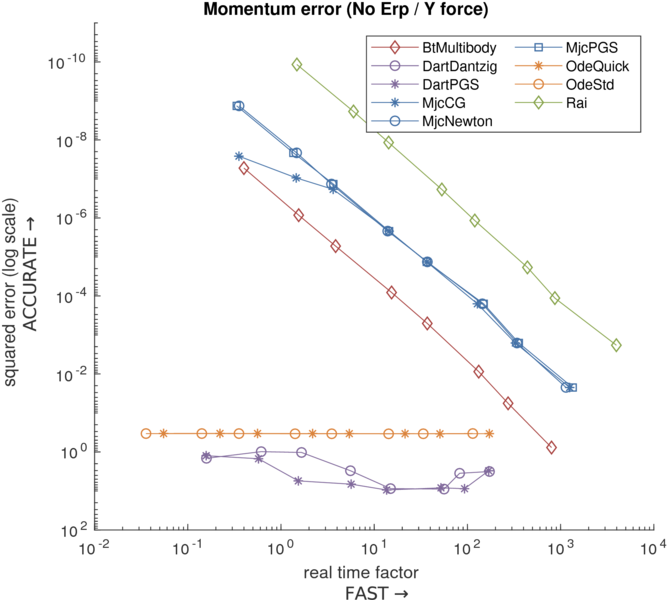 Momentum error (No Erp / Y force)
BtMultibody
DartDantzig
DartPGS
MjcCG
MjcNewton
MjcPGS
OdeQuick
OdeStd
Rai
squared error (log scale)
ACCURATE →
10^-10
10^-8
10^-6
10^-4
10^-2
10^0
10^2
10^-2 10^-1 10^0 10^1 10^2 10^3 10^4
real time factor
FAST →